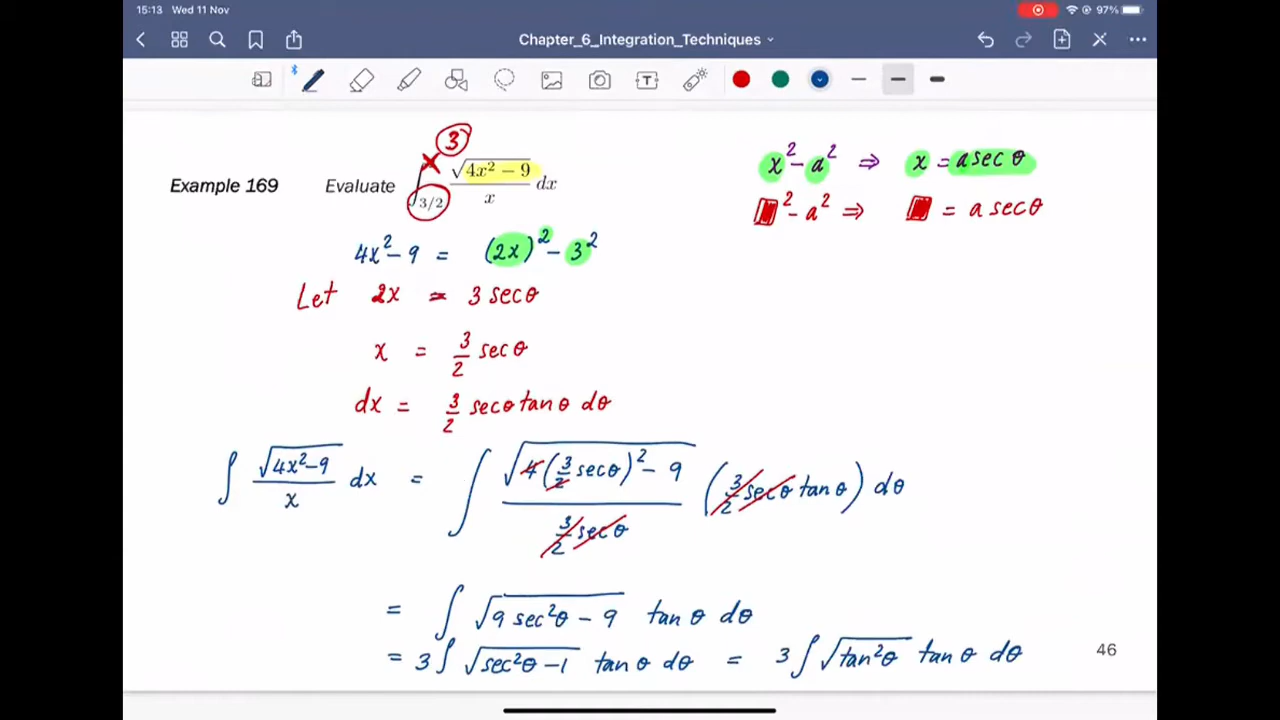 15:13 Wed 11 Nov 97%
Chapter_6_Integration_Techniques
3
Example 169 Evaluate ∫_{3/2} √(4x² − 9) / x dx
x² − a² ⇒ x = a sec θ
² − a² ⇒ = a sec θ
4x² − 9 = (2x)² − 3²
Let 2x = 3 sec θ
x = 3/2 sec θ
dx = 3/2 sec θ tan θ dθ
∫ √(4x² − 9) / x dx = ∫ √(4(3/2 sec θ)² − 9) / (3/2 sec θ) (3/2 sec θ tan θ) dθ
= ∫ √(9 sec² θ − 9) tan θ dθ
= 3 ∫ √(sec² θ − 1) tan θ dθ = 3 ∫ √(tan² θ) tan θ dθ
46